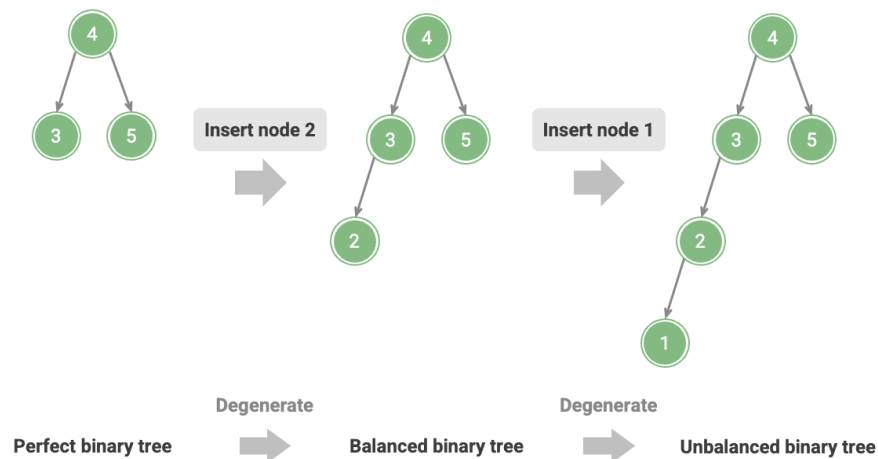 4
3
5
Insert node 2
4
3
5
2
Insert node 1
4
3
5
2
1
Degenerate
Degenerate
Perfect binary tree
Balanced binary tree
Unbalanced binary tree